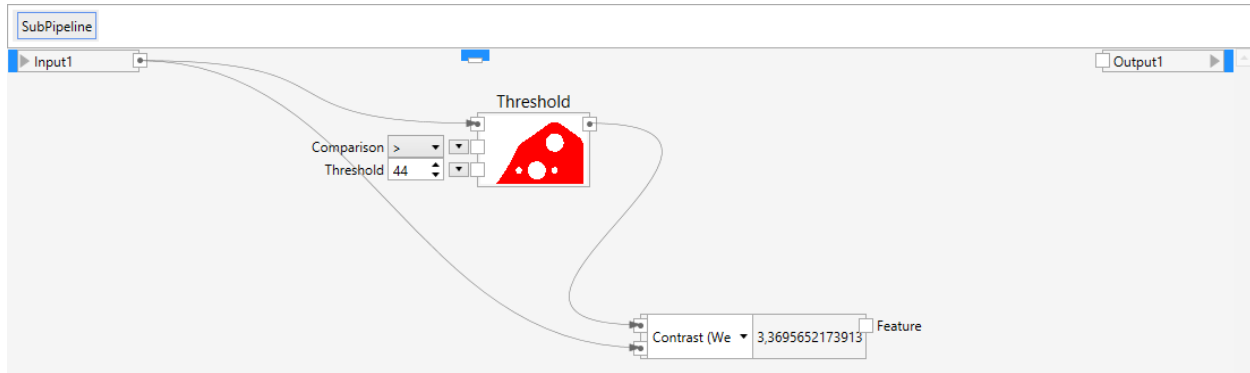 SubPipeline
Input1
Output1
Threshold
Comparison >
Threshold 44
Contrast (We 3,3695652173913
Feature